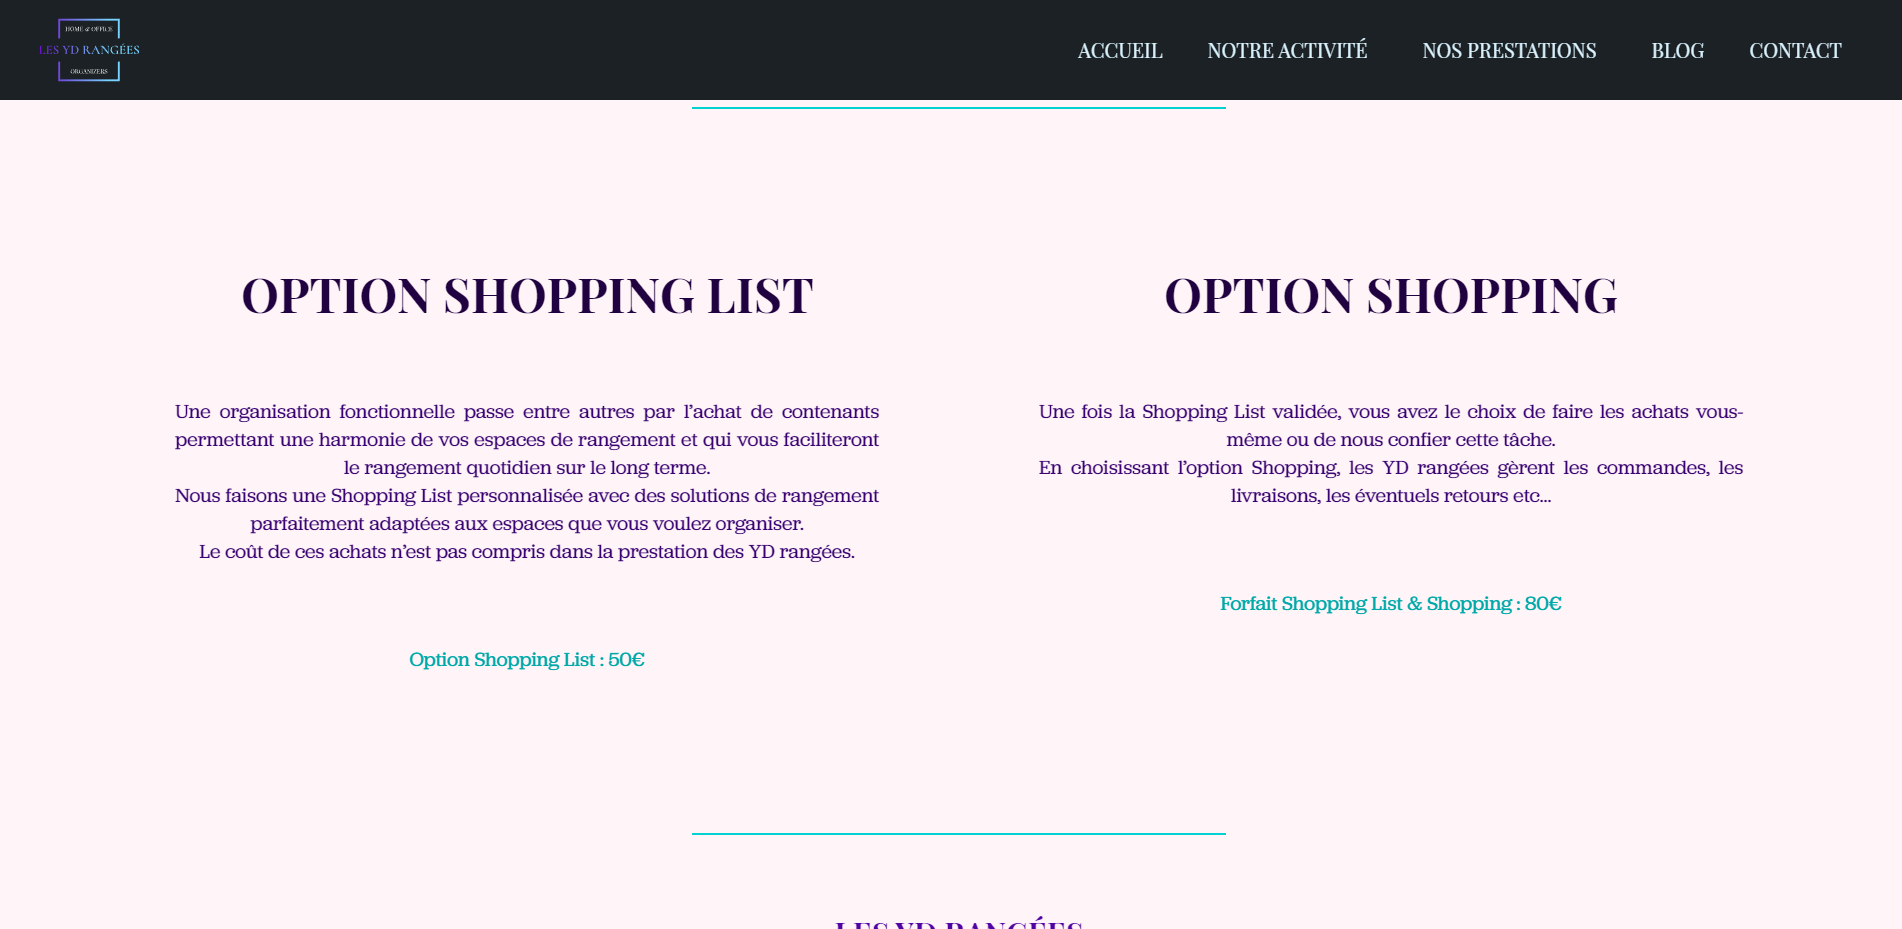 HOME & OFFICE
LES YD RANGÉES
ORGANIZERS
ACCUEIL NOTRE ACTIVITÉ NOS PRESTATIONS BLOG CONTACT
OPTION SHOPPING LIST
Une organisation fonctionnelle passe entre autres par l’achat de contenants
permettant une harmonie de vos espaces de rangement et qui vous faciliteront
le rangement quotidien sur le long terme.
Nous faisons une Shopping List personnalisée avec des solutions de rangement
parfaitement adaptées aux espaces que vous voulez organiser.
Le coût de ces achats n’est pas compris dans la prestation des YD rangées.
Option Shopping List : 50€
OPTION SHOPPING
Une fois la Shopping List validée, vous avez le choix de faire les achats vous-
même ou de nous confier cette tâche.
En choisissant l’option Shopping, les YD rangées gèrent les commandes, les
livraisons, les éventuels retours etc…
Forfait Shopping List & Shopping : 80€
LES YD RANGÉES